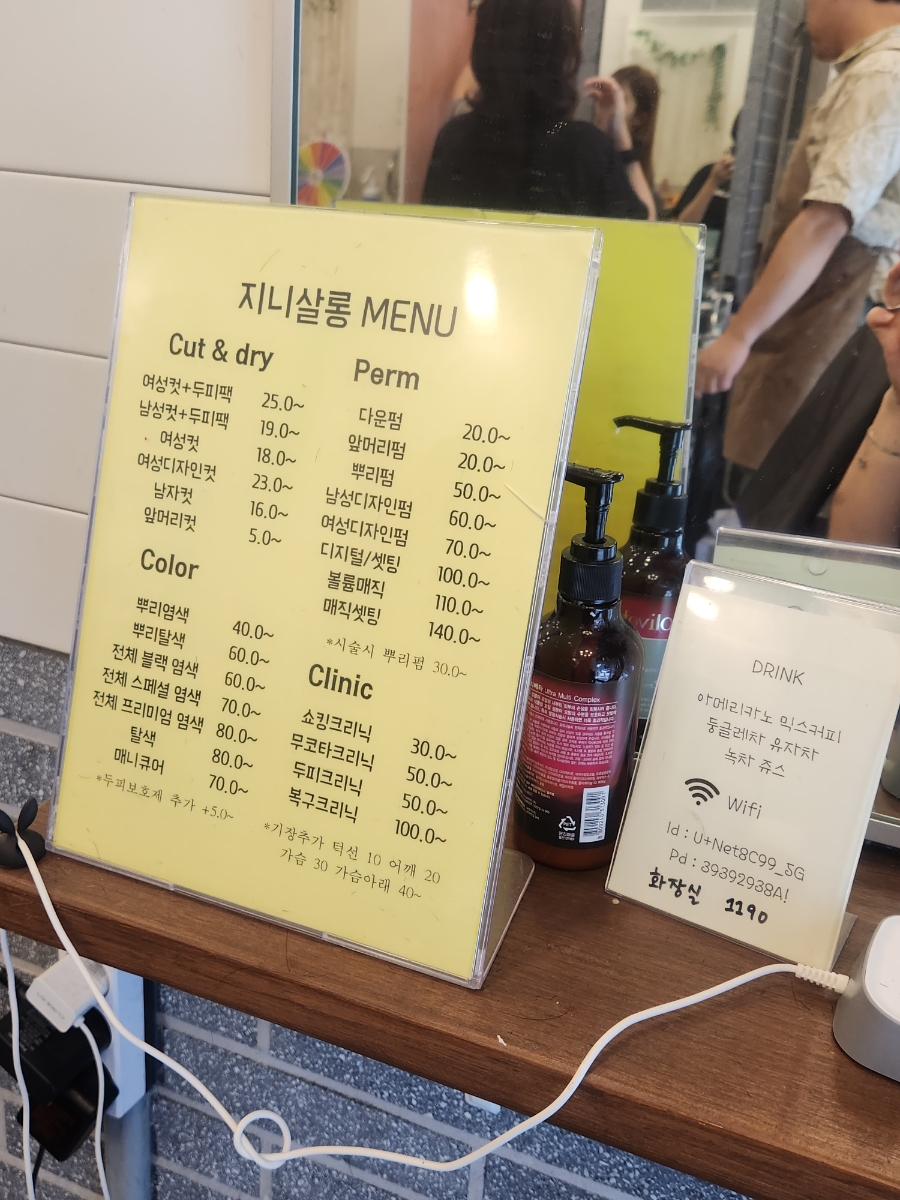 지니살롱 MENU
Cut & dry
여성컷+두피팩 25.0~
남성컷+두피팩 19.0~
여성컷 18.0~
여성디자인컷 23.0~
남자컷 16.0~
앞머리컷 5.0~
Color
뿌리염색 40.0~
뿌리탈색 60.0~
전체 블랙 염색 60.0~
전체 스페셜 염색 70.0~
전체 프리미엄 염색 80.0~
탈색 80.0~
매니큐어 70.0~
*두피보호제 추가 +5.0~
Perm
다운펌 20.0~
앞머리펌 20.0~
뿌리펌 50.0~
남성디자인펌 60.0~
여성디자인펌 70.0~
디지털/셋팅 100.0~
볼륨매직 110.0~
매직셋팅 140.0~
*시술시 뿌리펌 30.0~
Clinic
쇼킹크리닉 30.0~
무코타크리닉 50.0~
두피크리닉 50.0~
복구크리닉 100.0~
*기장추가 턱선 10 어깨 20
가슴 30 가슴아래 40~
Ultra Multi Complex
DRINK
아메리카노 믹스커피
둥글레차 유자차
녹차 쥬스
Wifi
Id : U+Net8C99_5G
Pd : 39392938A!
화장실 1190